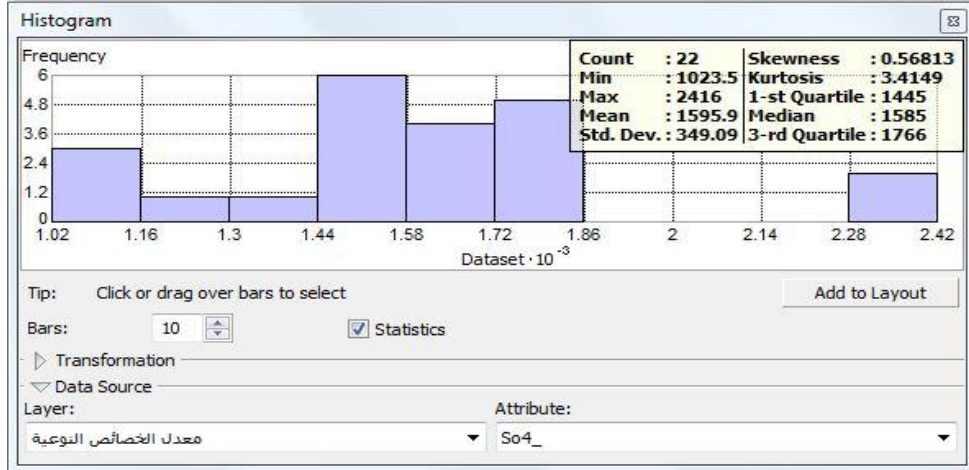 Histogram
Frequency
Count : 22 Skewness : 0.56813
Min : 1023.5 Kurtosis : 3.4149
Max : 2416 1-st Quartile : 1445
Mean : 1595.9 Median : 1585
Std. Dev. : 349.09 3-rd Quartile : 1766
6
4.8
3.6
2.4
1.2
0
1.02 1.16 1.3 1.44 1.58 1.72 1.86 2 2.14 2.28 2.42
Dataset · 10 -3
Tip: Click or drag over bars to select Add to Layout
Bars: 10 Statistics
Transformation
Data Source
Layer: Attribute:
معدل الخصائص النوعية So4_